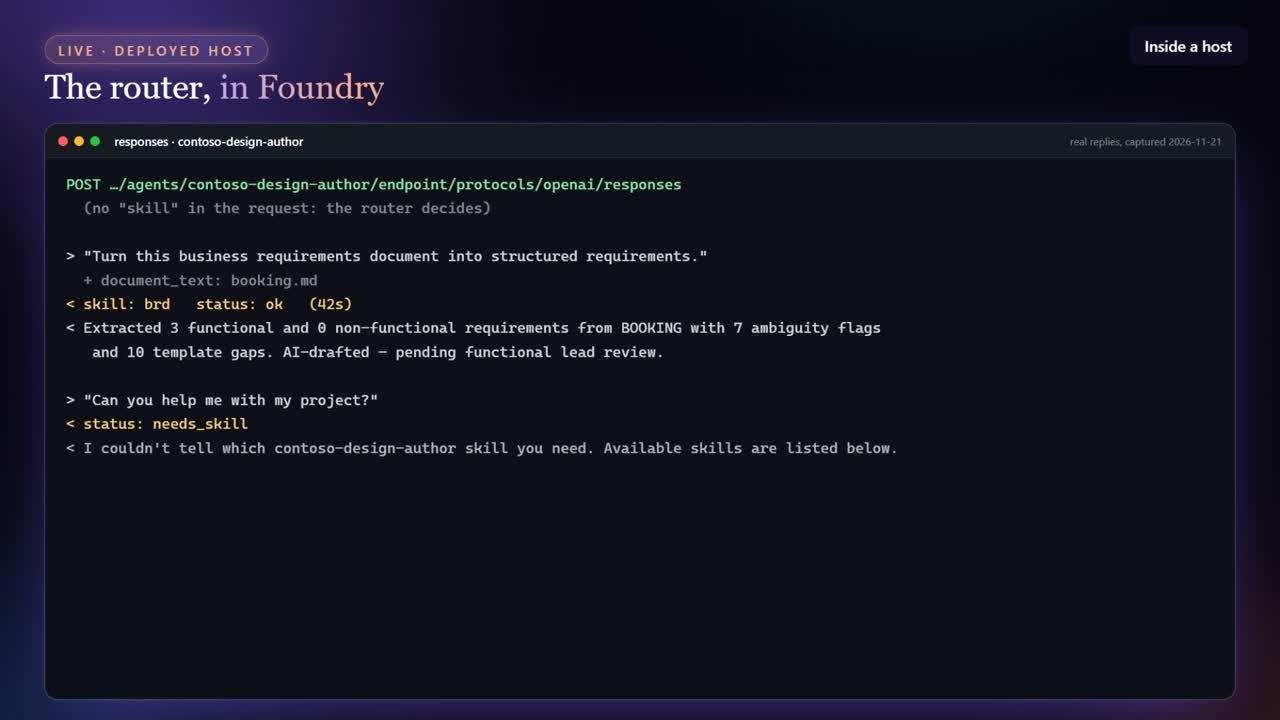 LIVE · DEPLOYED HOST
Inside a host
The router, in Foundry
responses · contoso-design-author
real replies, captured 2026-11-21
POST …/agents/contoso-design-author/endpoint/protocols/openai/responses
(no "skill" in the request: the router decides)
> "Turn this business requirements document into structured requirements."
+ document_text: booking.md
< skill: brd   status: ok   (42s)
< Extracted 3 functional and 0 non-functional requirements from BOOKING with 7 ambiguity flags
and 10 template gaps. AI-drafted — pending functional lead review.
> "Can you help me with my project?"
< status: needs_skill
< I couldn't tell which contoso-design-author skill you need. Available skills are listed below.